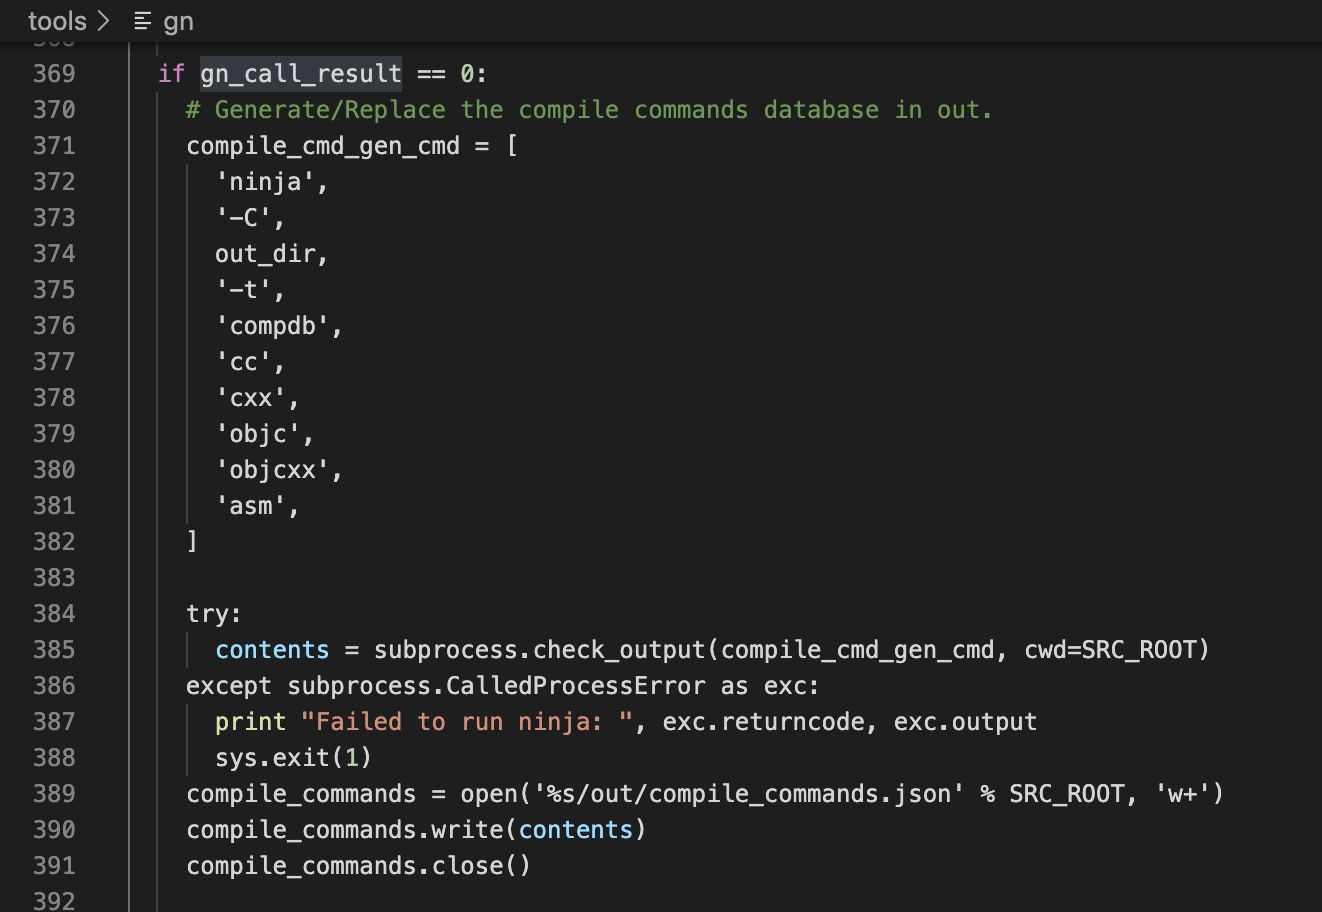 tools > gn
368
369 if gn_call_result == 0:
370 # Generate/Replace the compile commands database in out.
371 compile_cmd_gen_cmd = [
372 'ninja',
373 '-C',
374 out_dir,
375 '-t',
376 'compdb',
377 'cc',
378 'cxx',
379 'objc',
380 'objcxx',
381 'asm',
382 ]
383
384 try:
385 contents = subprocess.check_output(compile_cmd_gen_cmd, cwd=SRC_ROOT)
386 except subprocess.CalledProcessError as exc:
387 print "Failed to run ninja: ", exc.returncode, exc.output
388 sys.exit(1)
389 compile_commands = open('%s/out/compile_commands.json' % SRC_ROOT, 'w+')
390 compile_commands.write(contents)
391 compile_commands.close()
392